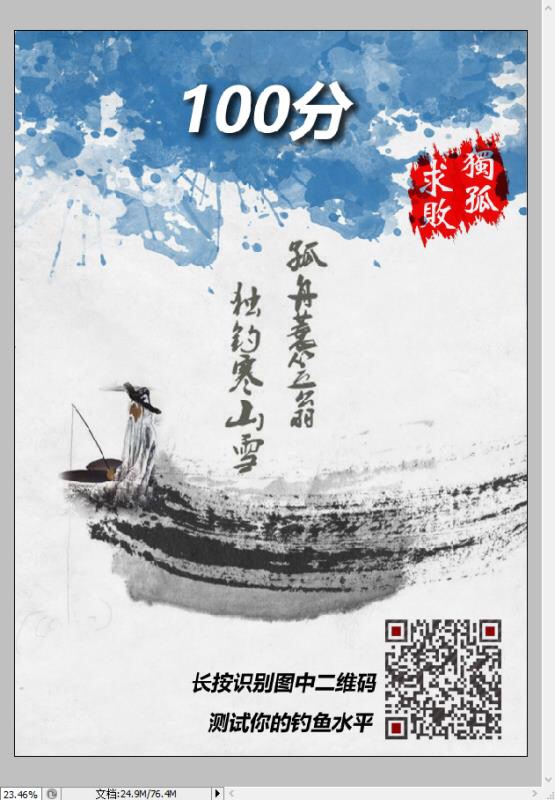 100分
獨孤
求敗
孤舟蓑笠翁
独钓寒山雪
长按识别图中二维码
测试你的钓鱼水平
23.46%
文档:24.9M/76.4M